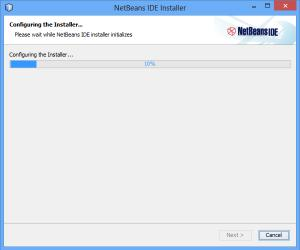 NetBeans IDE Installer
Configuring the Installer...
Please wait while NetBeans IDE installer initializes
NetBeans IDE
Configuring the Installer...
10%
Next >
Cancel